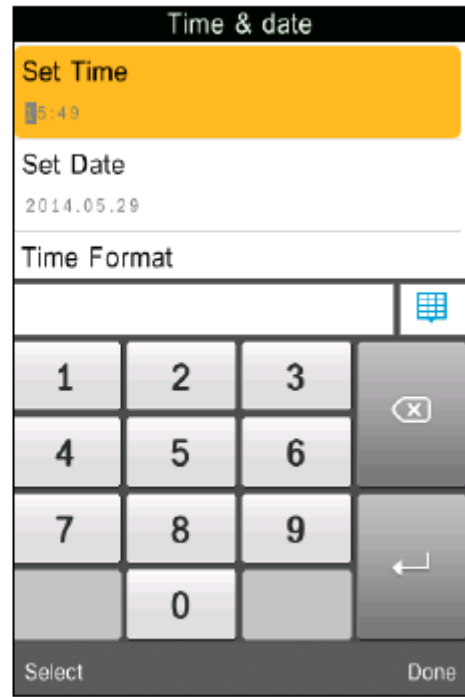 Time & date
Set Time
15:49
Set Date
2014.05.29
Time Format
1 2 3
4 5 6
7 8 9
0
Select Done